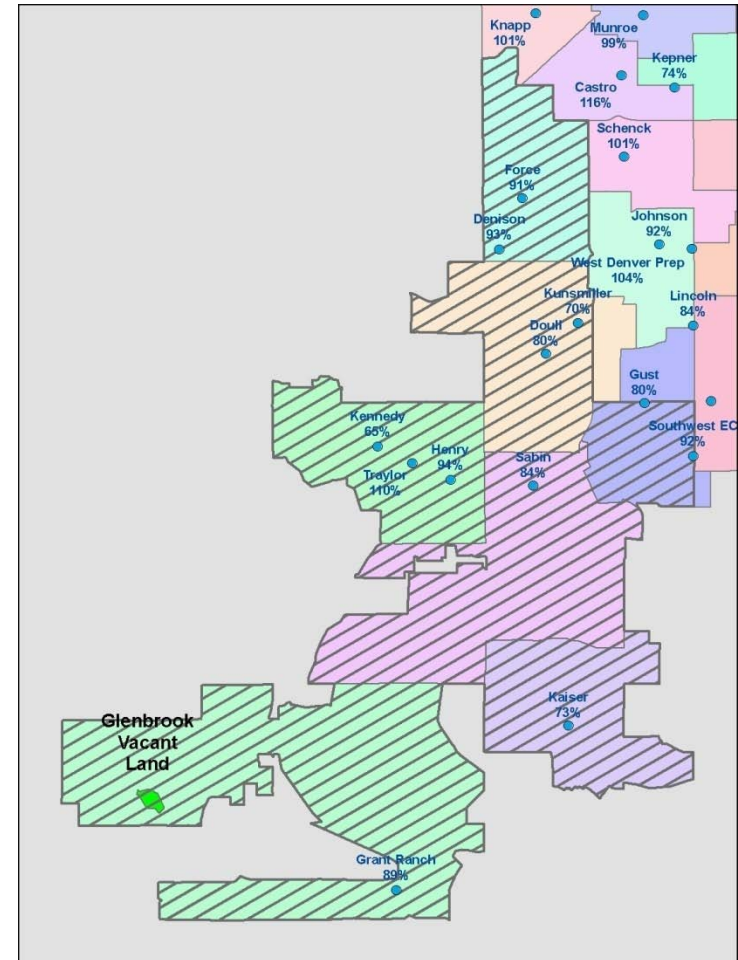 Knapp
101%
Munroe
99%
Kepner
74%
Castro
116%
Schenck
101%
Force
91%
Denison
93%
Johnson
92%
West Denver Prep
104%
Kunsmiller
70%
Lincoln
84%
Doull
80%
Gust
80%
Kennedy
65%
Southwest EC
92%
Henry
94%
Traylor
110%
Sabin
84%
Kaiser
73%
Glenbrook
Vacant
Land
Grant Ranch
89%